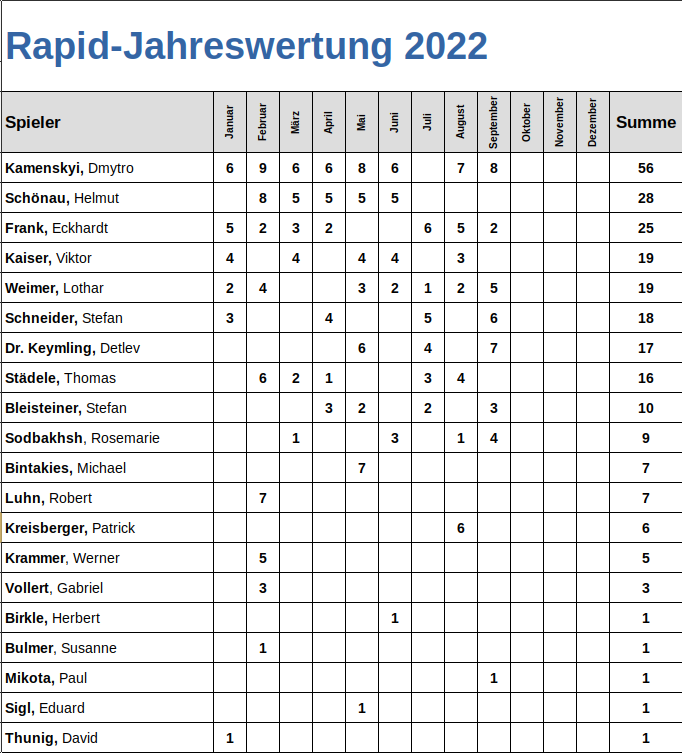 Rapid-Jahreswertung 2022
Spieler Januar Februar März April Mai Juni Juli August September Oktober November Dezember Summe
Kamenskyi, Dmytro 6 9 6 6 8 6 7 8 56
Schönau, Helmut 8 5 5 5 5 28
Frank, Eckhardt 5 2 3 2 6 5 2 25
Kaiser, Viktor 4 4 4 4 3 19
Weimer, Lothar 2 4 3 2 1 2 5 19
Schneider, Stefan 3 4 5 6 18
Dr. Keymling, Detlev 6 4 7 17
Städele, Thomas 6 2 1 3 4 16
Bleisteiner, Stefan 3 2 2 3 10
Sodbakhsh, Rosemarie 1 3 1 4 9
Bintakies, Michael 7 7
Luhn, Robert 7 7
Kreisberger, Patrick 6 6
Krammer, Werner 5 5
Vollert, Gabriel 3 3
Birkle, Herbert 1 1
Bulmer, Susanne 1 1
Mikota, Paul 1 1
Sigl, Eduard 1 1
Thunig, David 1 1